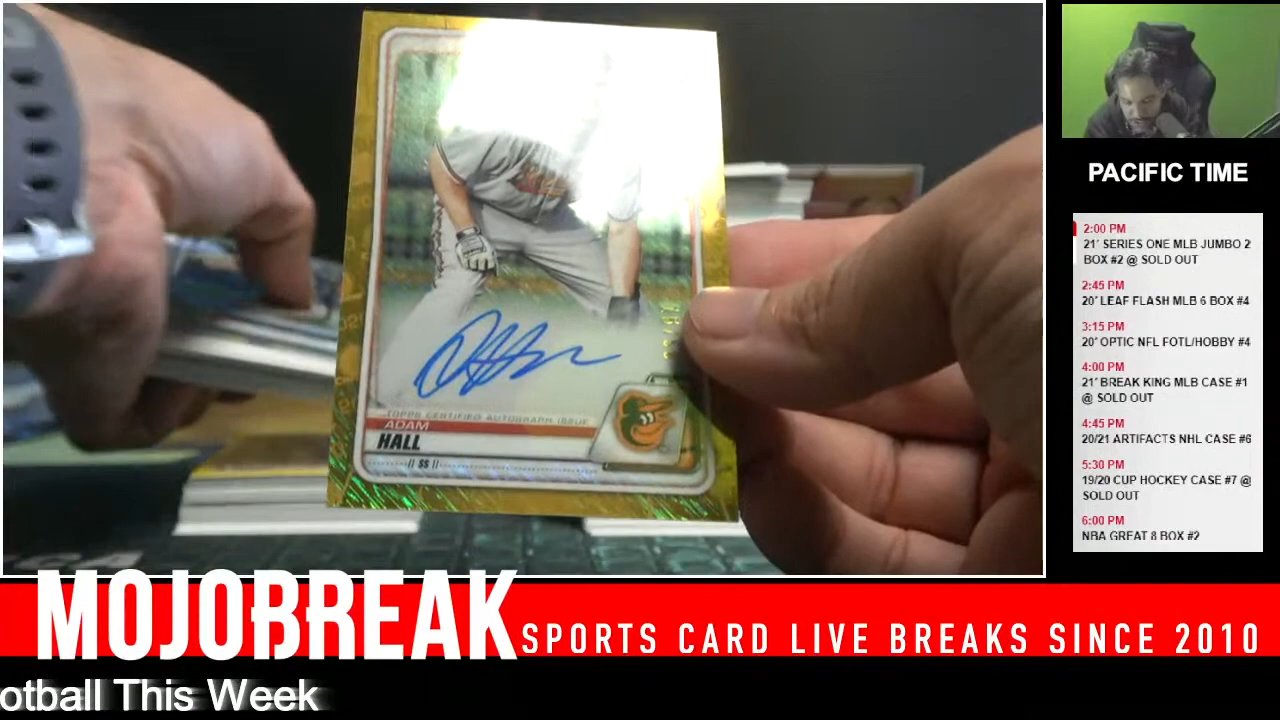 TOPPS CERTIFIED AUTOGRAPH ISSUE
ADAM
HALL
SS
PACIFIC TIME
2:00 PM
21' SERIES ONE MLB JUMBO 2
BOX #2 @ SOLD OUT
2:45 PM
20' LEAF FLASH MLB 6 BOX #4
3:15 PM
20' OPTIC NFL FOTL/HOBBY #4
4:00 PM
21' BREAK KING MLB CASE #1
@ SOLD OUT
4:45 PM
20/21 ARTIFACTS NHL CASE #6
5:30 PM
19/20 CUP HOCKEY CASE #7 @
SOLD OUT
6:00 PM
NBA GREAT 8 BOX #2
MOJOBREAK
SPORTS CARD LIVE BREAKS SINCE 2010
otball This Week